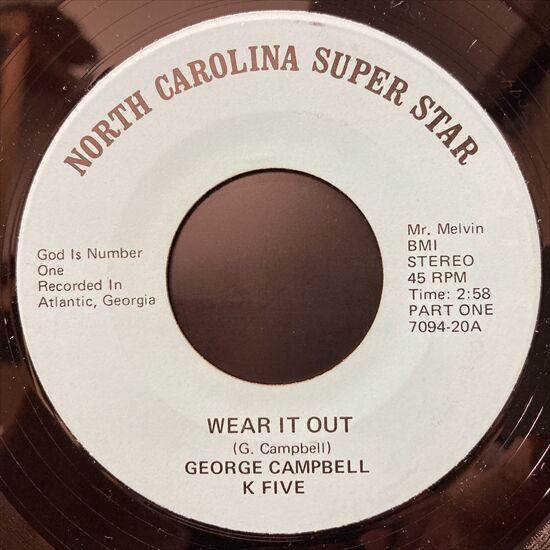 NORTH CAROLINA SUPER STAR
God Is Number
One
Recorded In
Atlantic, Georgia
Mr. Melvin
BMI
STEREO
45 RPM
Time: 2:58
PART ONE
7094-20A
WEAR IT OUT
(G. Campbell)
GEORGE CAMPBELL
K FIVE